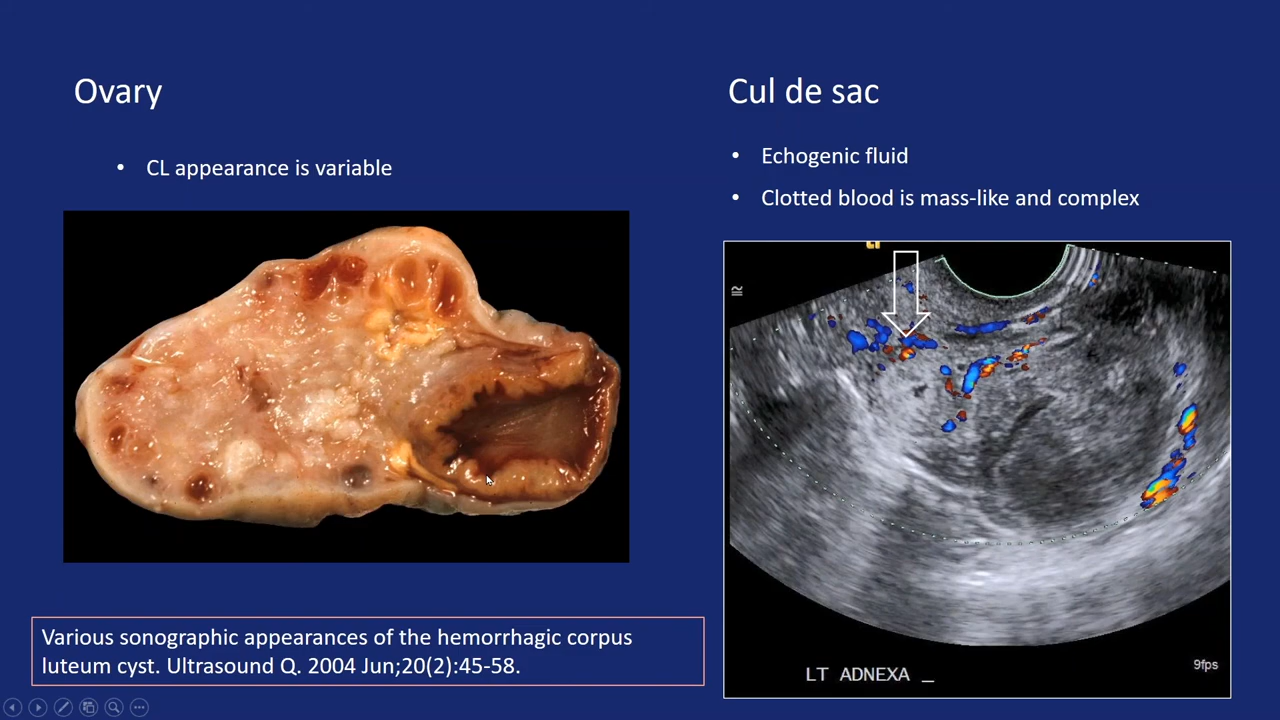 Ovary
• CL appearance is variable
Various sonographic appearances of the hemorrhagic corpus
luteum cyst. Ultrasound Q. 2004 Jun;20(2):45-58.
Cul de sac
• Echogenic fluid
• Clotted blood is mass-like and complex
LT ADNEXA _
9fps